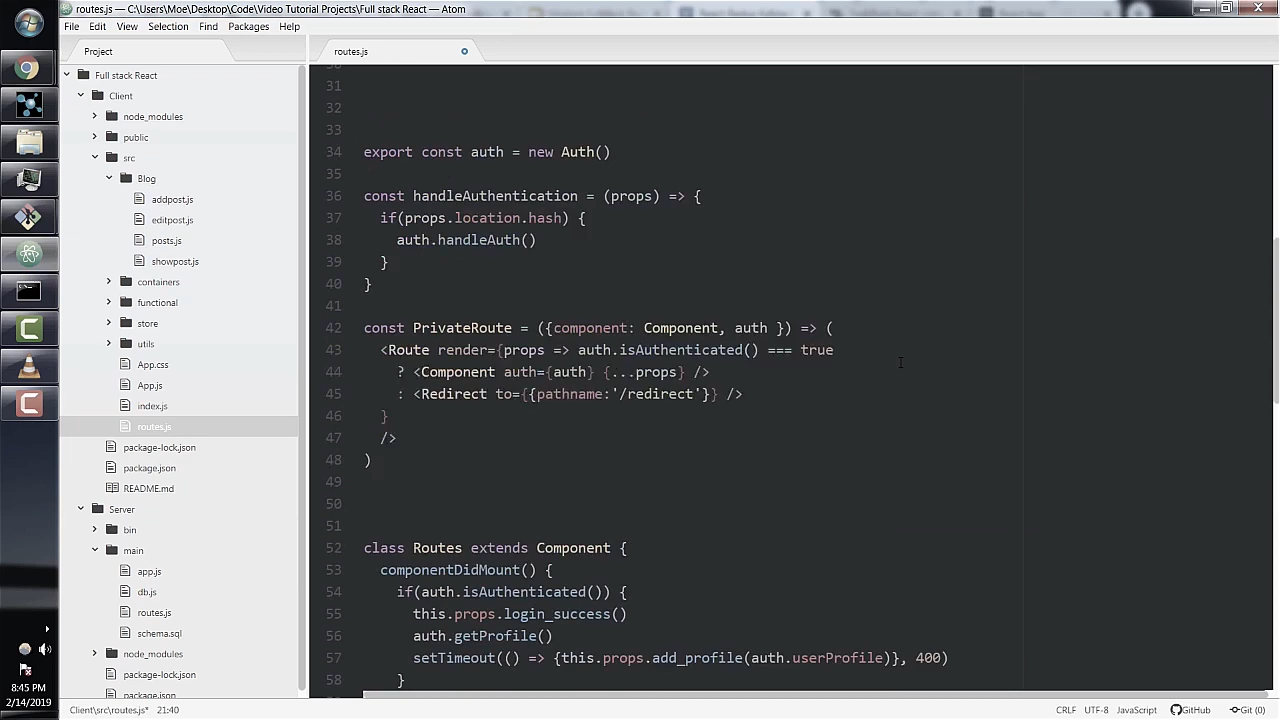 routes.js — C:\Users\Moe\Desktop\Code\Video Tutorial Projects\Full stack React — Atom
File Edit View Selection Find Packages Help
Project
routes.js
Full stack React
Client
node_modules
public
src
Blog
addpost.js
editpost.js
posts.js
showpost.js
containers
functional
store
utils
App.css
App.js
index.js
routes.js
package-lock.json
package.json
README.md
Server
bin
main
app.js
db.js
routes.js
schema.sql
node_modules
package-lock.json
package.json
31
32
33
34 export const auth = new Auth()
35
36 const handleAuthentication = (props) => {
37 if(props.location.hash) {
38 auth.handleAuth()
39 }
40 }
41
42 const PrivateRoute = ({component: Component, auth }) => (
43 <Route render={props => auth.isAuthenticated() === true
44 ? <Component auth={auth} {...props} />
45 : <Redirect to={{pathname:'/redirect'}} />
46 }
47 />
48 )
49
50
51
52 class Routes extends Component {
53 componentDidMount() {
54 if(auth.isAuthenticated()) {
55 this.props.login_success()
56 auth.getProfile()
57 setTimeout(() => {this.props.add_profile(auth.userProfile)}, 400)
58 }
8:45 PM
2/14/2019
Client\src\routes.js* 21:40
CRLF UTF-8 JavaScript GitHub Git (0)